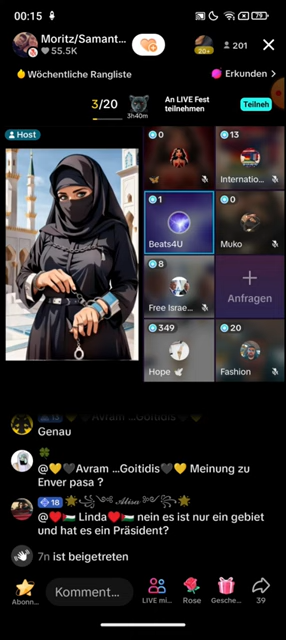 00:15
79
Moritz/Samant...
55.5K
20+
201
Wöchentliche Rangliste
Erkunden >
3/20
3h40m
An LIVE Fest
teilnehmen
Teilneh
Host
0
13
Internatio...
1
0
Beats4U
Muko
8
Free Israe...
+
Anfragen
349
20
Hope
Fashion
Genau
@💛🖤Avram ...Goitidis🖤💛 Meinung zu
Enver pasa ?
18
Alisa
@❤️🇵🇸 Linda❤️🇵🇸 nein es ist nur ein gebiet
und hat es ein Präsident?
7n ist beigetreten
Abonn...
Kommen...
LIVE mi...
Rose
Gesche...
39